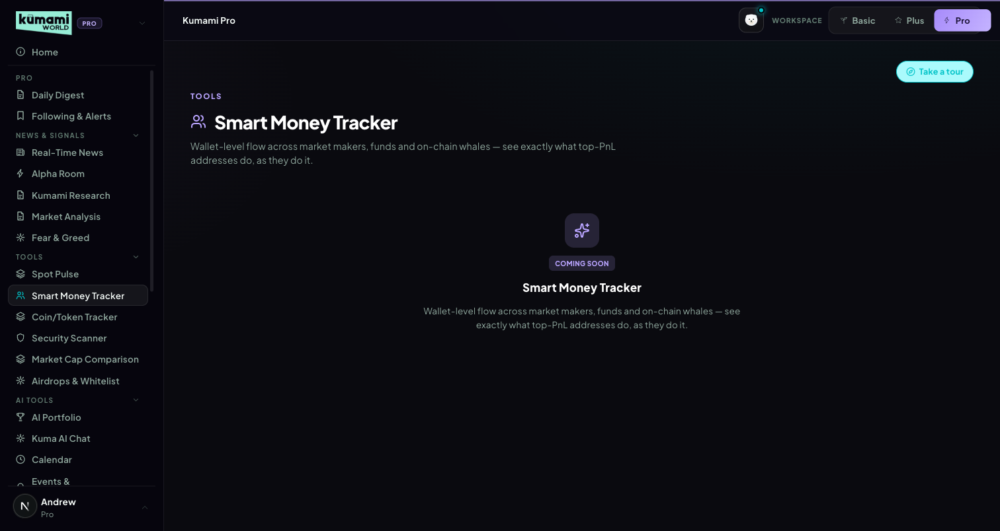 kumami
WORLD
PRO
Home
PRO
Daily Digest
Following & Alerts
NEWS & SIGNALS
Real-Time News
Alpha Room
Kumami Research
Market Analysis
Fear & Greed
TOOLS
Spot Pulse
Smart Money Tracker
Coin/Token Tracker
Security Scanner
Market Cap Comparison
Airdrops & Whitelist
AI TOOLS
AI Portfolio
Kuma AI Chat
Calendar
Events &
N
Andrew
Pro
Kumami Pro
WORKSPACE
Basic
Plus
Pro
Take a tour
TOOLS
Smart Money Tracker
Wallet-level flow across market makers, funds and on-chain whales — see exactly what top-PnL
addresses do, as they do it.
COMING SOON
Smart Money Tracker
Wallet-level flow across market makers, funds and on-chain whales — see
exactly what top-PnL addresses do, as they do it.